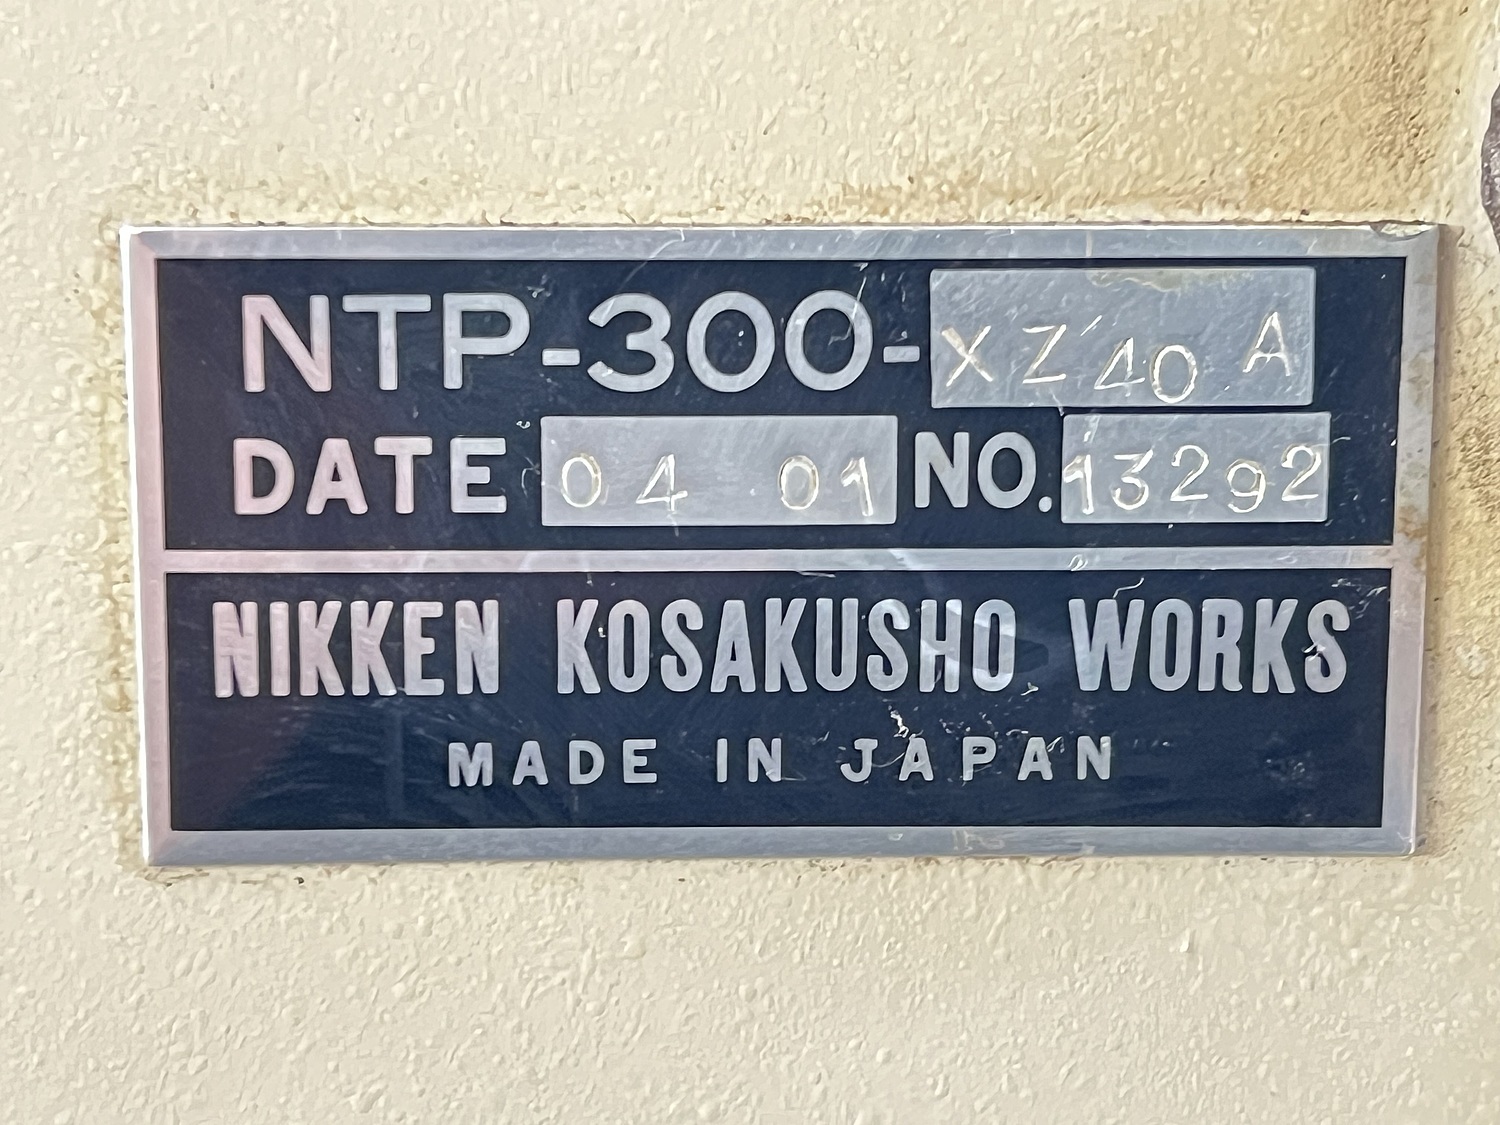 NTP-300-XZ40 A
DATE 04 01 NO. 13292
NIKKEN KOSAKUSHO WORKS
MADE IN JAPAN